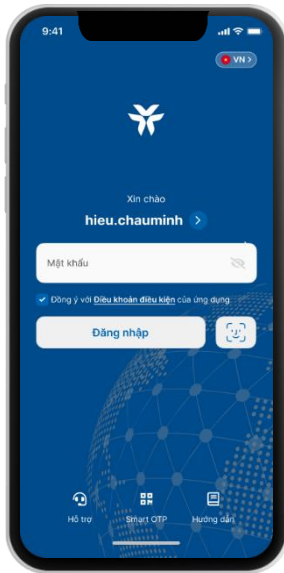 9:41
VN >
Xin chào
hieu.chauminh >
Mật khẩu
Đồng ý với Điều khoản điều kiện của ứng dụng
Đăng nhập
Hỗ trợ Smart OTP Hướng dẫn